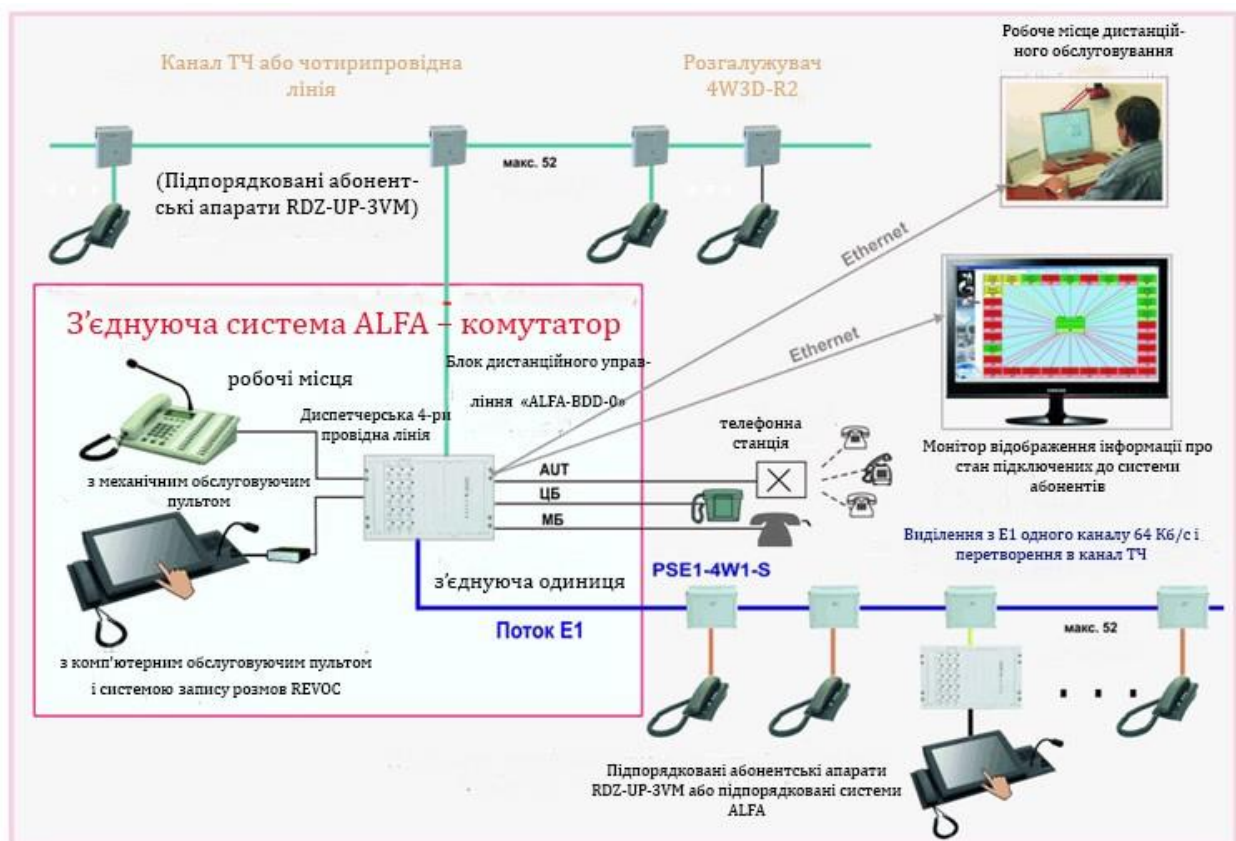 Канал ТЧ або чотирипровідна
лінія
Розгалужувач
4W3D-R2
Робоче місце дистанцій-
ного обслуговування
макс. 52
(Підпорядковані абонент-
ські апарати RDZ-UP-3VM)
Ethernet
Ethernet
З’єднуюча система ALFA – комутатор
Блок дистанційного управ-
ління «ALFA-BDD-0»
робочі місця
Диспетчерська 4-ри
провідна лінія
з механічним обслуговуючим
пультом
телефонна
станція
AUT
ЦБ
МБ
Монітор відображення інформації про
стан підключених до системи
абонентів
Виділення з Е1 одного каналу 64 Кб/с і
перетворення в канал ТЧ
з’єднуюча одиниця
PSE1-4W1-S
Поток E1
макс. 52
з комп’ютерним обслуговуючим пультом
і системою запису розмов REVOC
Підпорядковані абонентські апарати
RDZ-UP-3VM або підпорядковані системи
ALFA